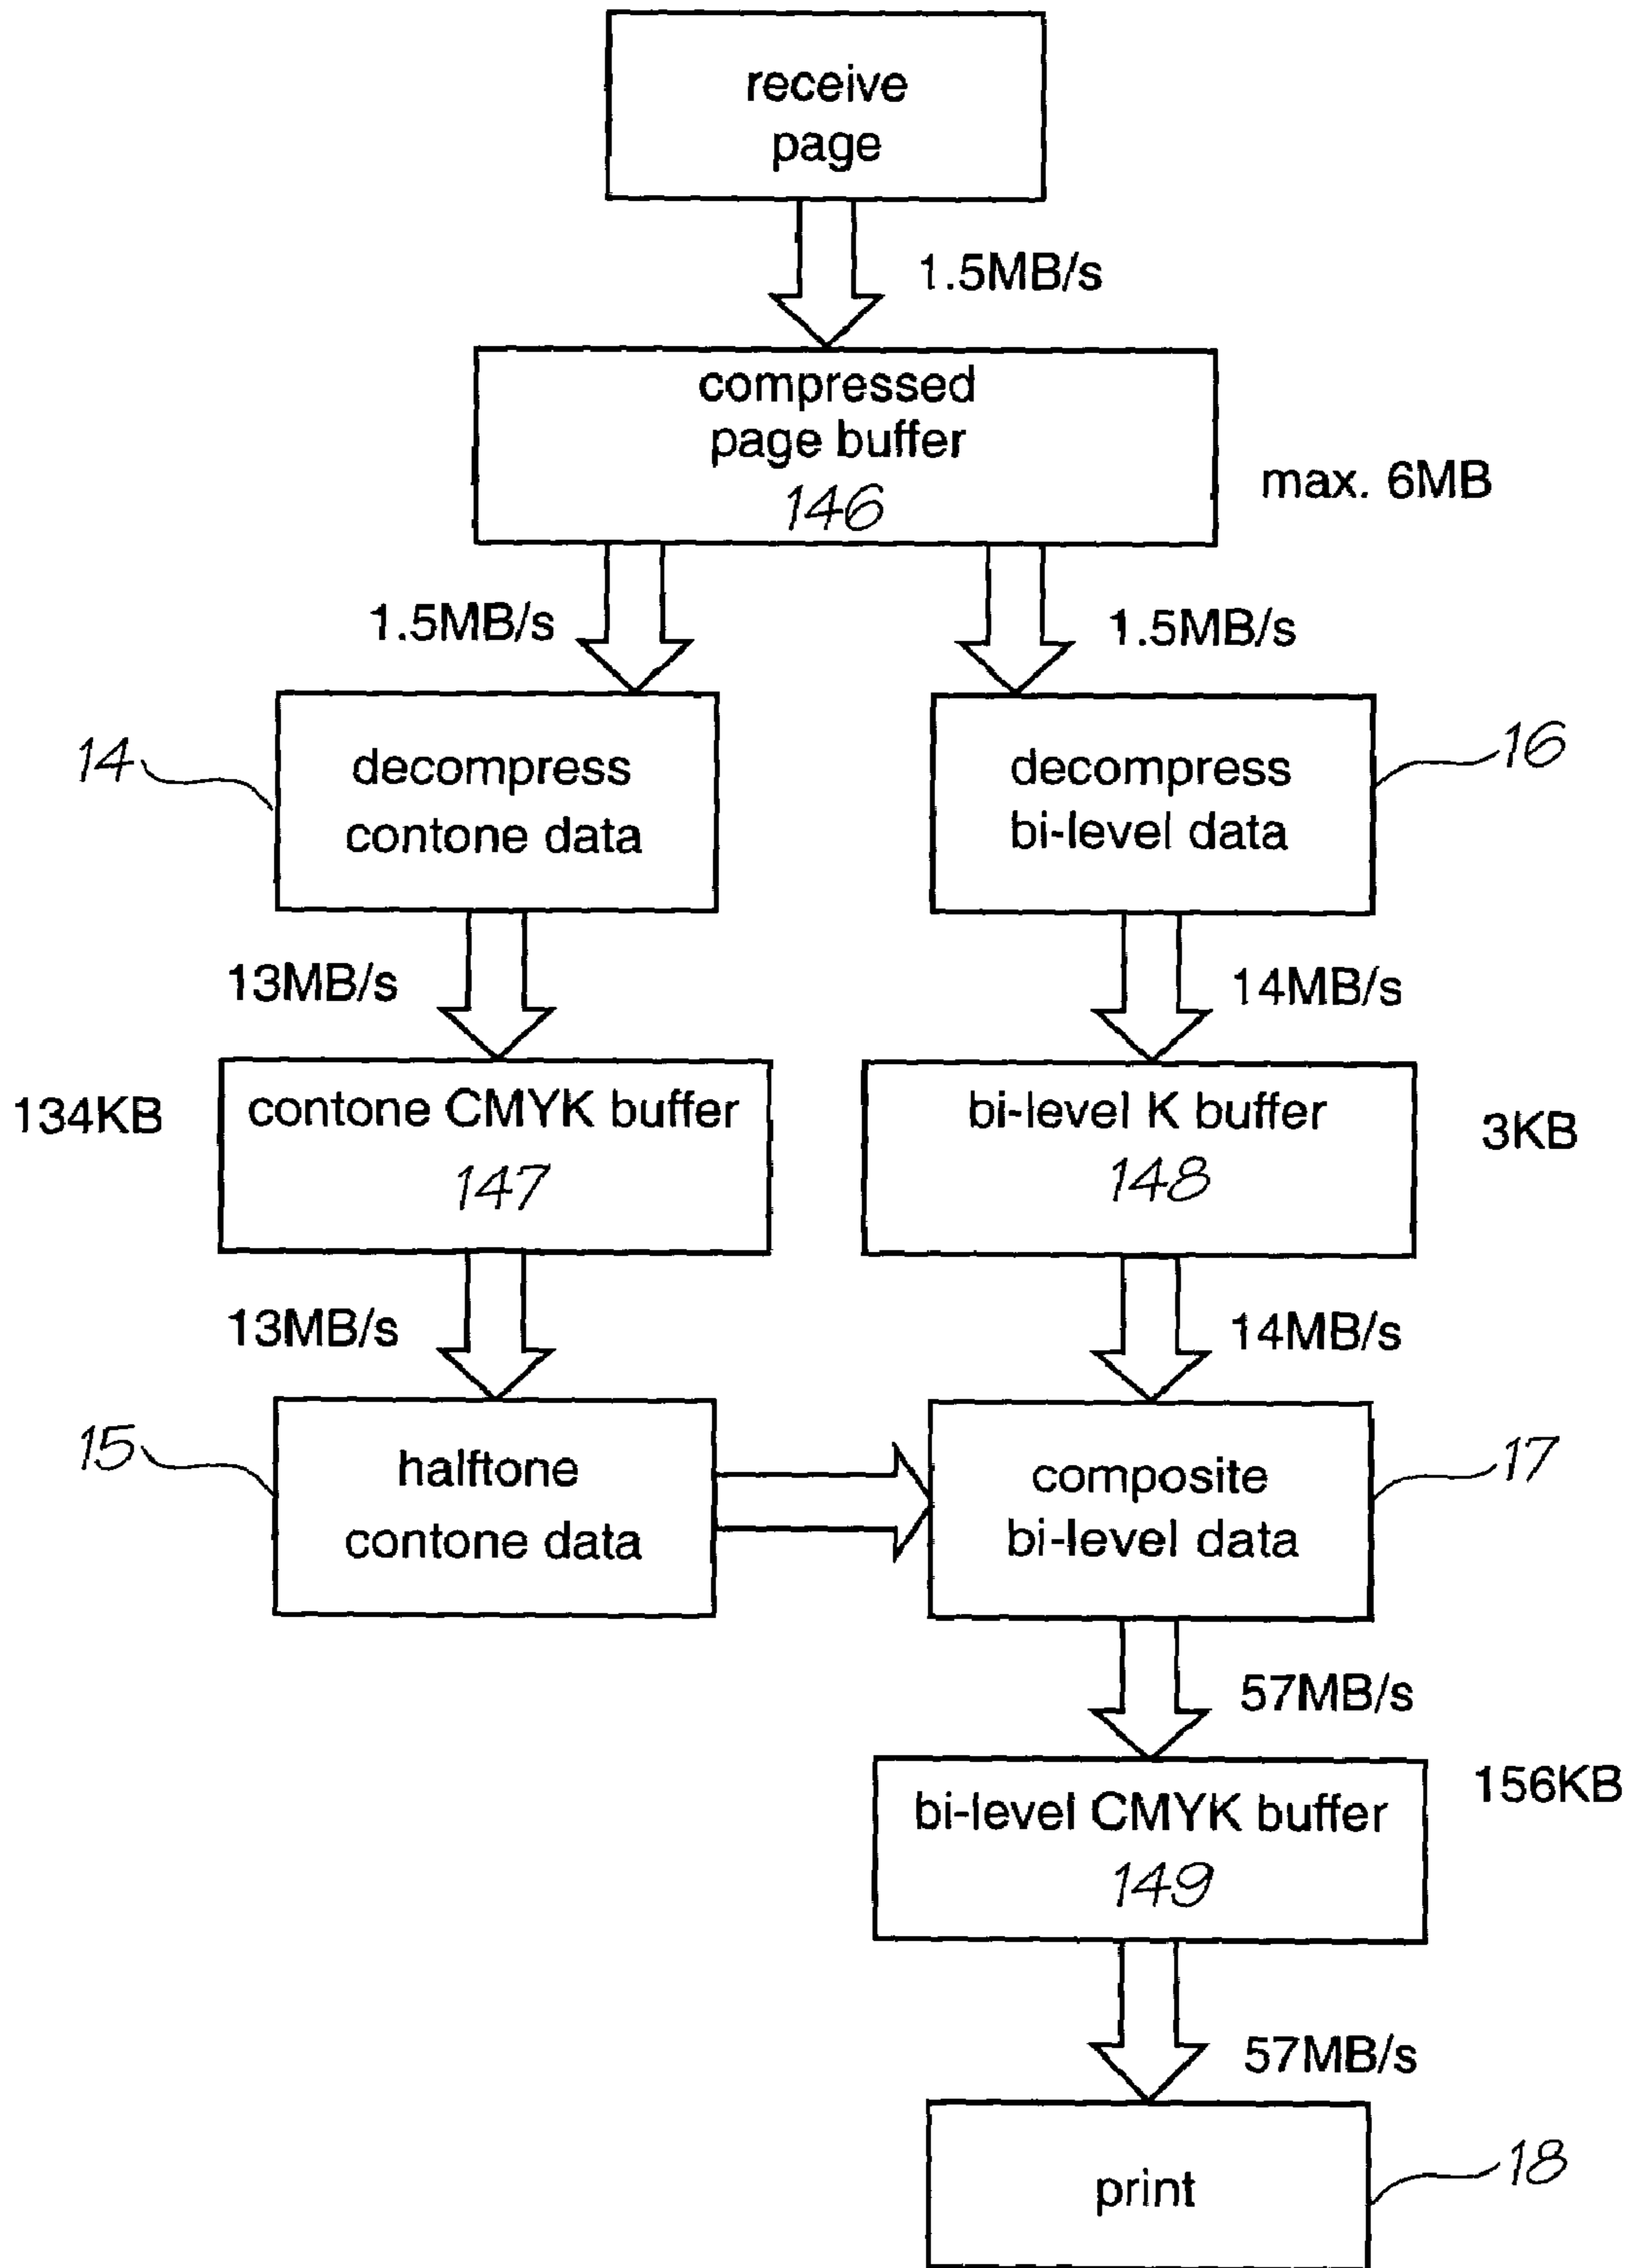 receive
page
1.5MB/s
compressed
page buffer
146
max. 6MB
1.5MB/s
1.5MB/s
14
decompress
contone data
decompress
bi-level data
16
13MB/s
14MB/s
134KB
contone CMYK buffer
147
bi-level K buffer
148
3KB
13MB/s
14MB/s
15
halftone
contone data
composite
bi-level data
17
57MB/s
bi-level CMYK buffer
149
156KB
57MB/s
print
18